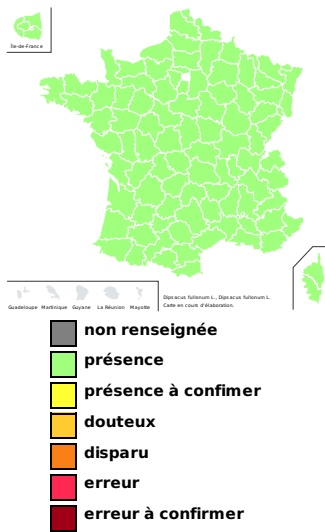 Île-de-France
Guadeloupe Martinique Guyane La Réunion Mayotte
Dipsacus fullonum L., Dipsacus fullonum L.
Carte en cours d'élaboration.
non renseignée
présence
présence à confimer
douteux
disparu
erreur
erreur à confirmer